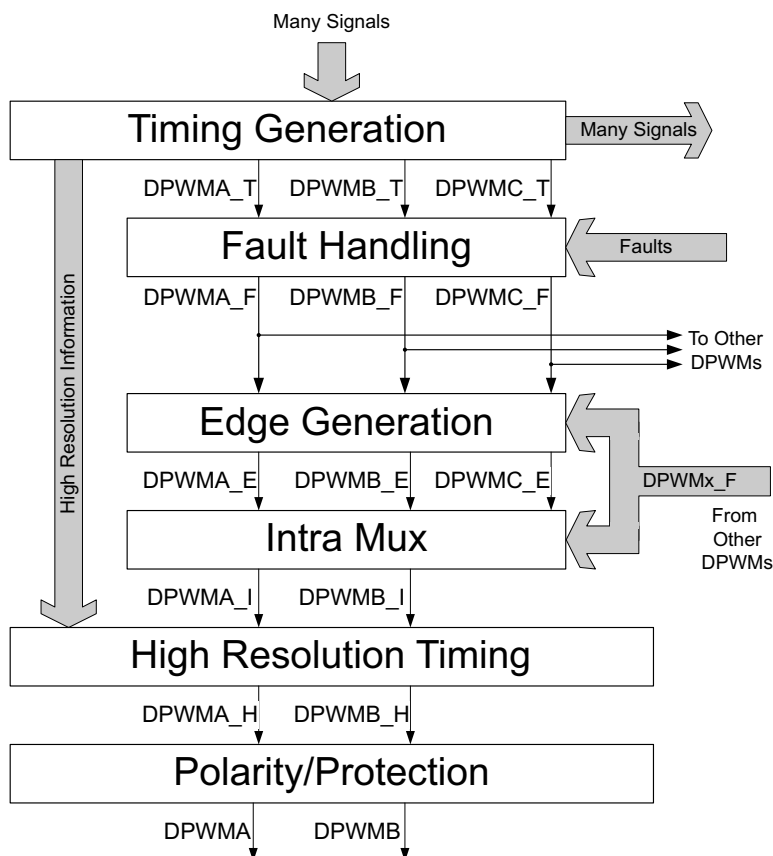 Many Signals
Timing Generation
Many Signals
DPWMA_T
DPWMB_T
DPWMC_T
Fault Handling
Faults
High Resolution Information
DPWMA_F
DPWMB_F
DPWMC_F
To Other
DPWMs
Edge Generation
DPWMA_E
DPWMB_E
DPWMC_E
DPWMx_F
From
Other
DPWMs
Intra Mux
DPWMA_I
DPWMB_I
High Resolution Timing
DPWMA_H
DPWMB_H
Polarity/Protection
DPWMA
DPWMB